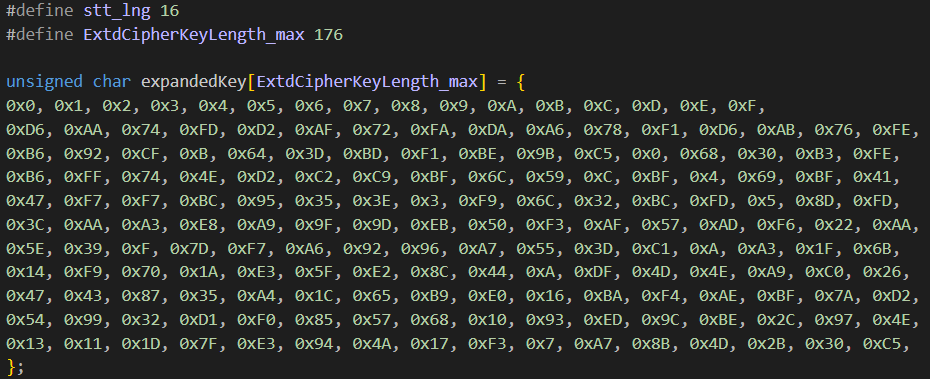 #define stt_lng 16
#define ExtdCipherKeyLength_max 176
unsigned char expandedKey[ExtdCipherKeyLength_max] = {
0x0, 0x1, 0x2, 0x3, 0x4, 0x5, 0x6, 0x7, 0x8, 0x9, 0xA, 0xB, 0xC, 0xD, 0xE, 0xF,
0xD6, 0xAA, 0x74, 0xFD, 0xD2, 0xAF, 0x72, 0xFA, 0xDA, 0xA6, 0x78, 0xF1, 0xD6, 0xAB, 0x76, 0xFE,
0xB6, 0x92, 0xCF, 0xB, 0x64, 0x3D, 0xBD, 0xF1, 0xBE, 0x9B, 0xC5, 0x0, 0x68, 0x30, 0xB3, 0xFE,
0xB6, 0xFF, 0x74, 0x4E, 0xD2, 0xC2, 0xC9, 0xBF, 0x6C, 0x59, 0xC, 0xBF, 0x4, 0x69, 0xBF, 0x41,
0x47, 0xF7, 0xF7, 0xBC, 0x95, 0x35, 0x3E, 0x3, 0xF9, 0x6C, 0x32, 0xBC, 0xFD, 0x5, 0x8D, 0xFD,
0x3C, 0xAA, 0xA3, 0xE8, 0xA9, 0x9F, 0x9D, 0xEB, 0x50, 0xF3, 0xAF, 0x57, 0xAD, 0xF6, 0x22, 0xAA,
0x5E, 0x39, 0xF, 0x7D, 0xF7, 0xA6, 0x92, 0x96, 0xA7, 0x55, 0x3D, 0xC1, 0xA, 0xA3, 0x1F, 0x6B,
0x14, 0xF9, 0x70, 0x1A, 0xE3, 0x5F, 0xE2, 0x8C, 0x44, 0xA, 0xDF, 0x4D, 0x4E, 0xA9, 0xC0, 0x26,
0x47, 0x43, 0x87, 0x35, 0xA4, 0x1C, 0x65, 0xB9, 0xE0, 0x16, 0xBA, 0xF4, 0xAE, 0xBF, 0x7A, 0xD2,
0x54, 0x99, 0x32, 0xD1, 0xF0, 0x85, 0x57, 0x68, 0x10, 0x93, 0xED, 0x9C, 0xBE, 0x2C, 0x97, 0x4E,
0x13, 0x11, 0x1D, 0x7F, 0xE3, 0x94, 0x4A, 0x17, 0xF3, 0x7, 0xA7, 0x8B, 0x4D, 0x2B, 0x30, 0xC5,
};